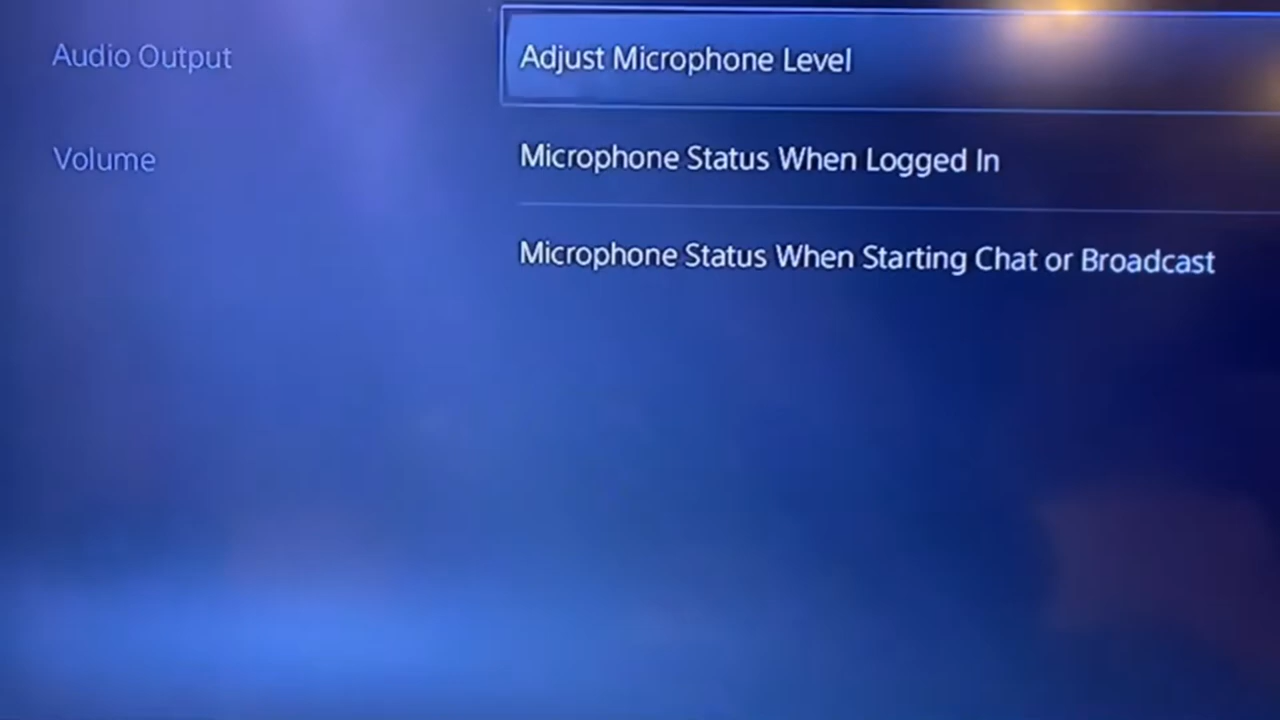 Audio Output
Volume
Adjust Microphone Level
Microphone Status When Logged In
Microphone Status When Starting Chat or Broadcast